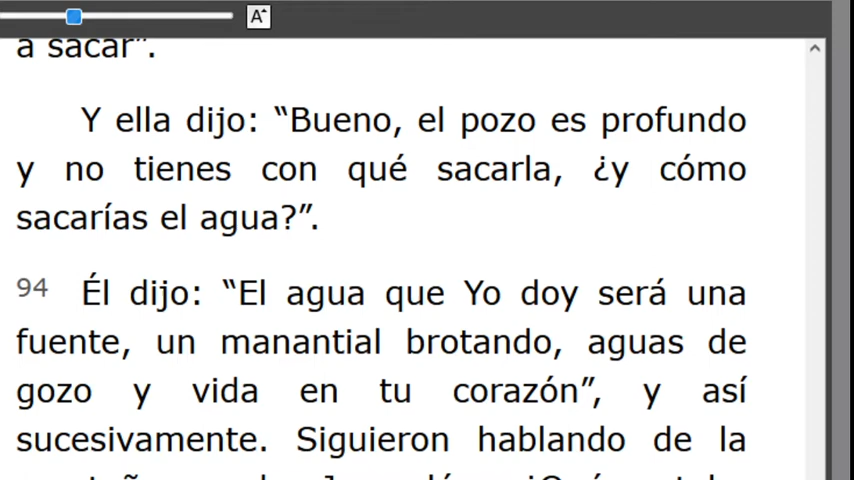 A
a sacar”.
Y ella dijo: “Bueno, el pozo es profundo
y no tienes con qué sacarla, ¿y cómo
sacarías el agua?”.
94 Él dijo: “El agua que Yo doy será una
fuente, un manantial brotando, aguas de
gozo y vida en tu corazón”, y así
sucesivamente. Siguieron hablando de la